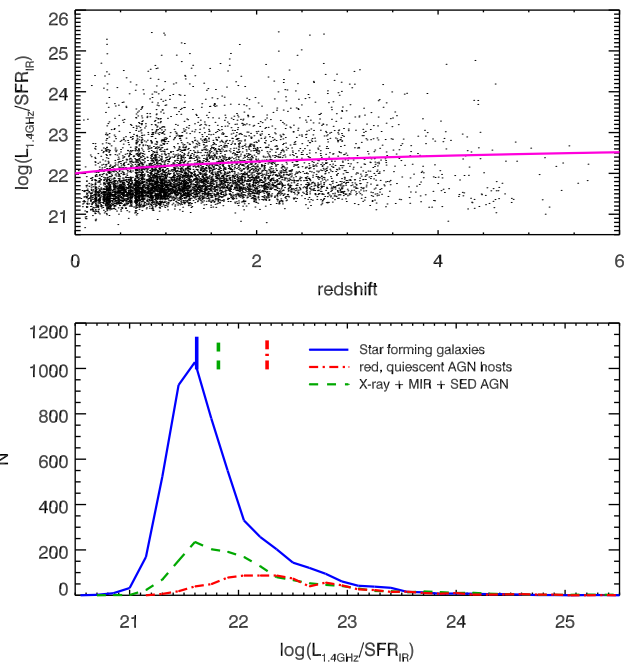 26
25
24
23
22
21
log(L1.4GHz/SFRIR)
0 2 4 6
redshift
1200
1000
800
600
400
200
0
N
Star forming galaxies
red, quiescent AGN hosts
X-ray + MIR + SED AGN
21 22 23 24 25
log(L1.4GHz/SFRIR)